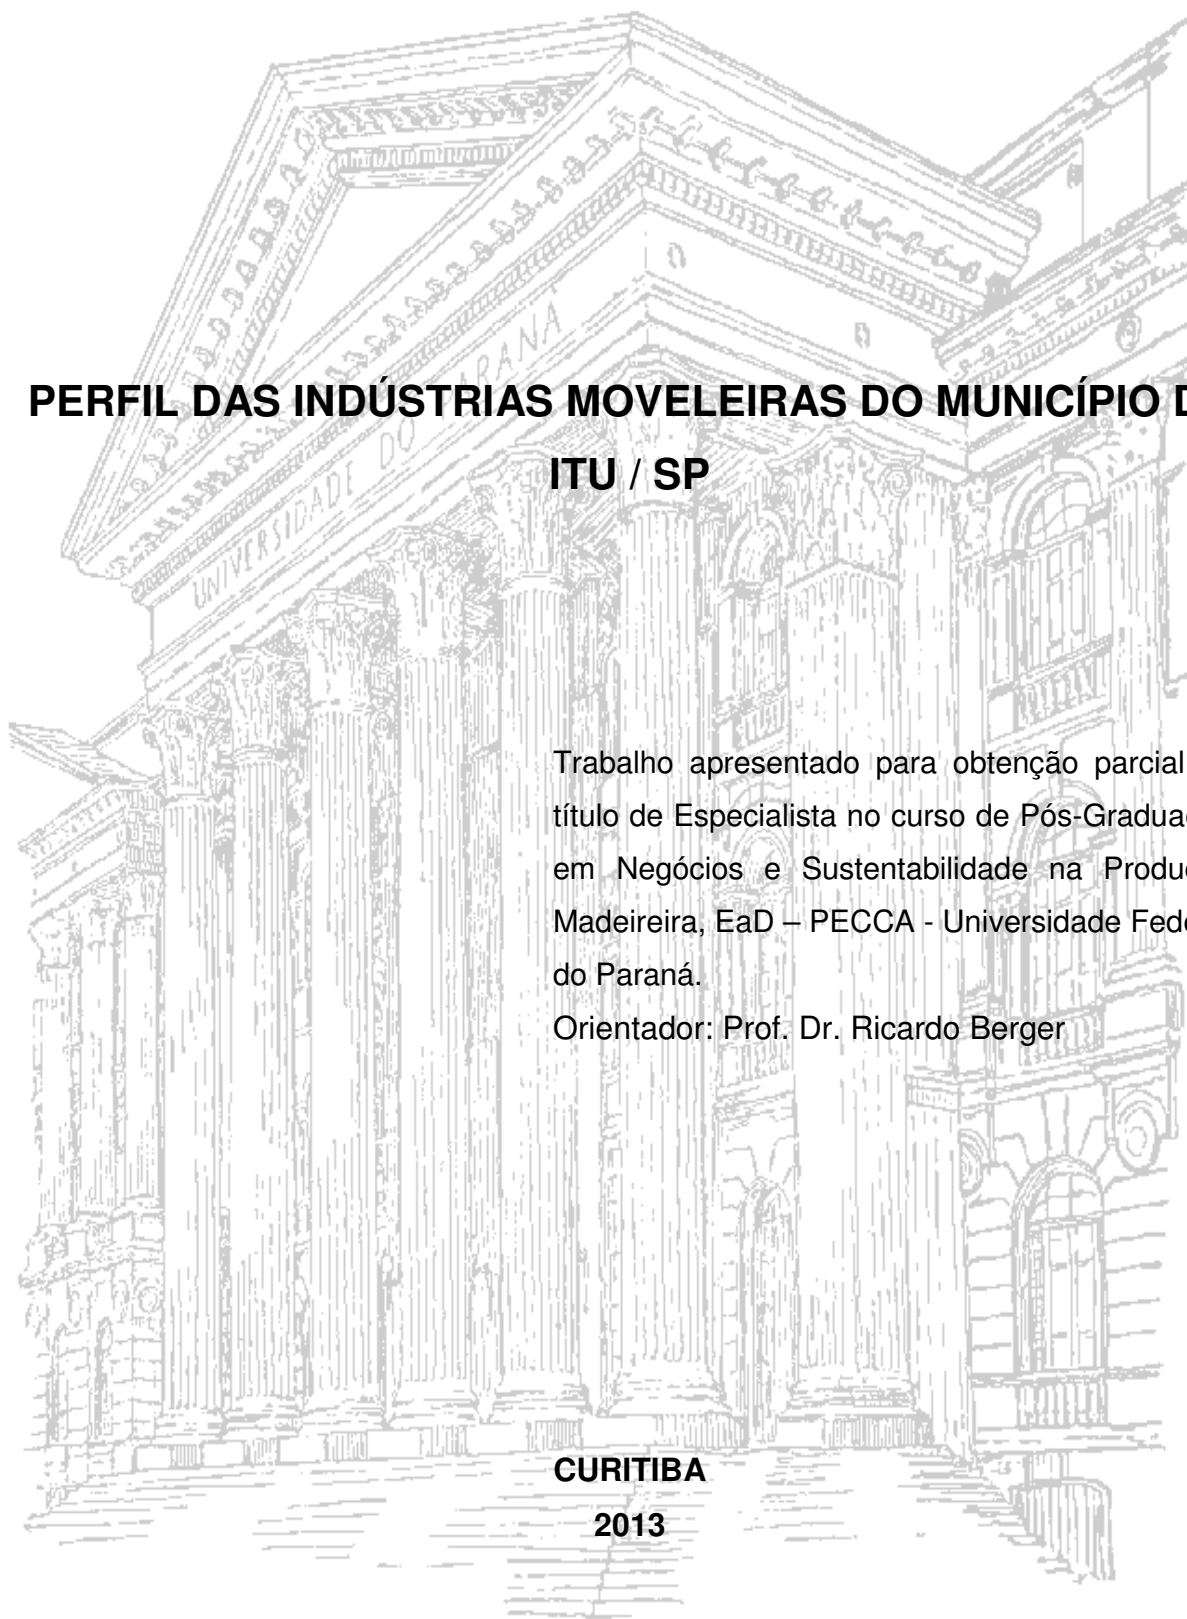 UNIVERSIDADE DO PARANÁ
PERFIL DAS INDÚSTRIAS MOVELEIRAS DO MUNICÍPIO
ITU / SP
Trabalho apresentado para obtenção parcial
título de Especialista no curso de Pós-Gradua
em Negócios e Sustentabilidade na Produ
Madeireira, EaD – PECCA - Universidade Fede
do Paraná.
Orientador: Prof. Dr. Ricardo Berger
CURITIBA
2013